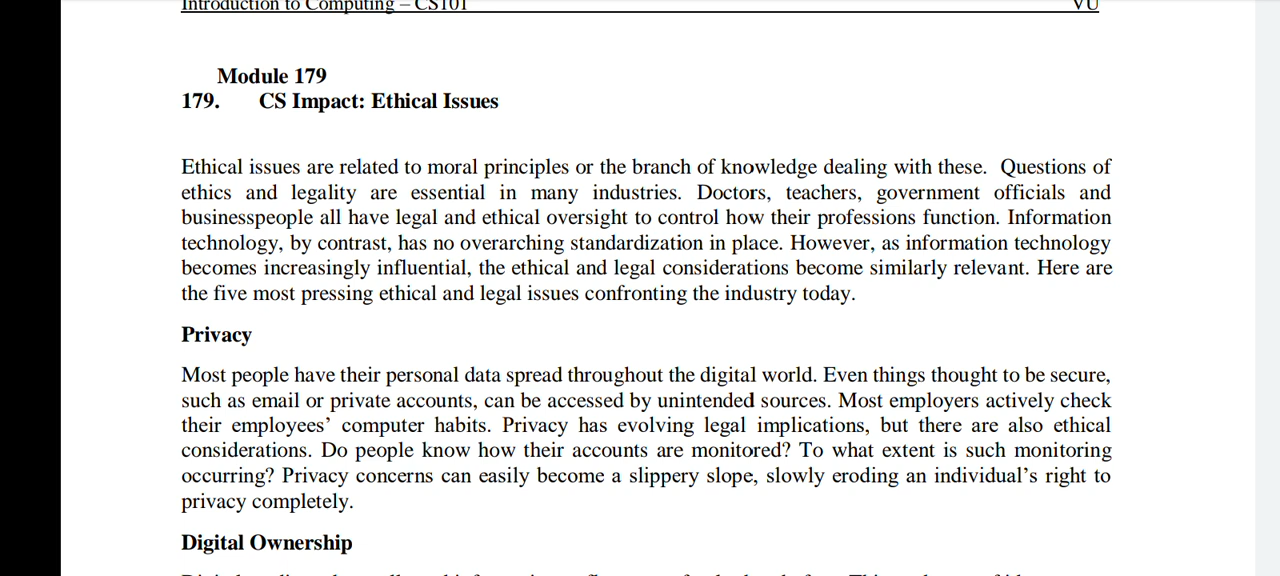 Introduction to Computing – CS101 VU
Module 179
179. CS Impact: Ethical Issues
Ethical issues are related to moral principles or the branch of knowledge dealing with these. Questions of
ethics and legality are essential in many industries. Doctors, teachers, government officials and
businesspeople all have legal and ethical oversight to control how their professions function. Information
technology, by contrast, has no overarching standardization in place. However, as information technology
becomes increasingly influential, the ethical and legal considerations become similarly relevant. Here are
the five most pressing ethical and legal issues confronting the industry today.
Privacy
Most people have their personal data spread throughout the digital world. Even things thought to be secure,
such as email or private accounts, can be accessed by unintended sources. Most employers actively check
their employees’ computer habits. Privacy has evolving legal implications, but there are also ethical
considerations. Do people know how their accounts are monitored? To what extent is such monitoring
occurring? Privacy concerns can easily become a slippery slope, slowly eroding an individual’s right to
privacy completely.
Digital Ownership